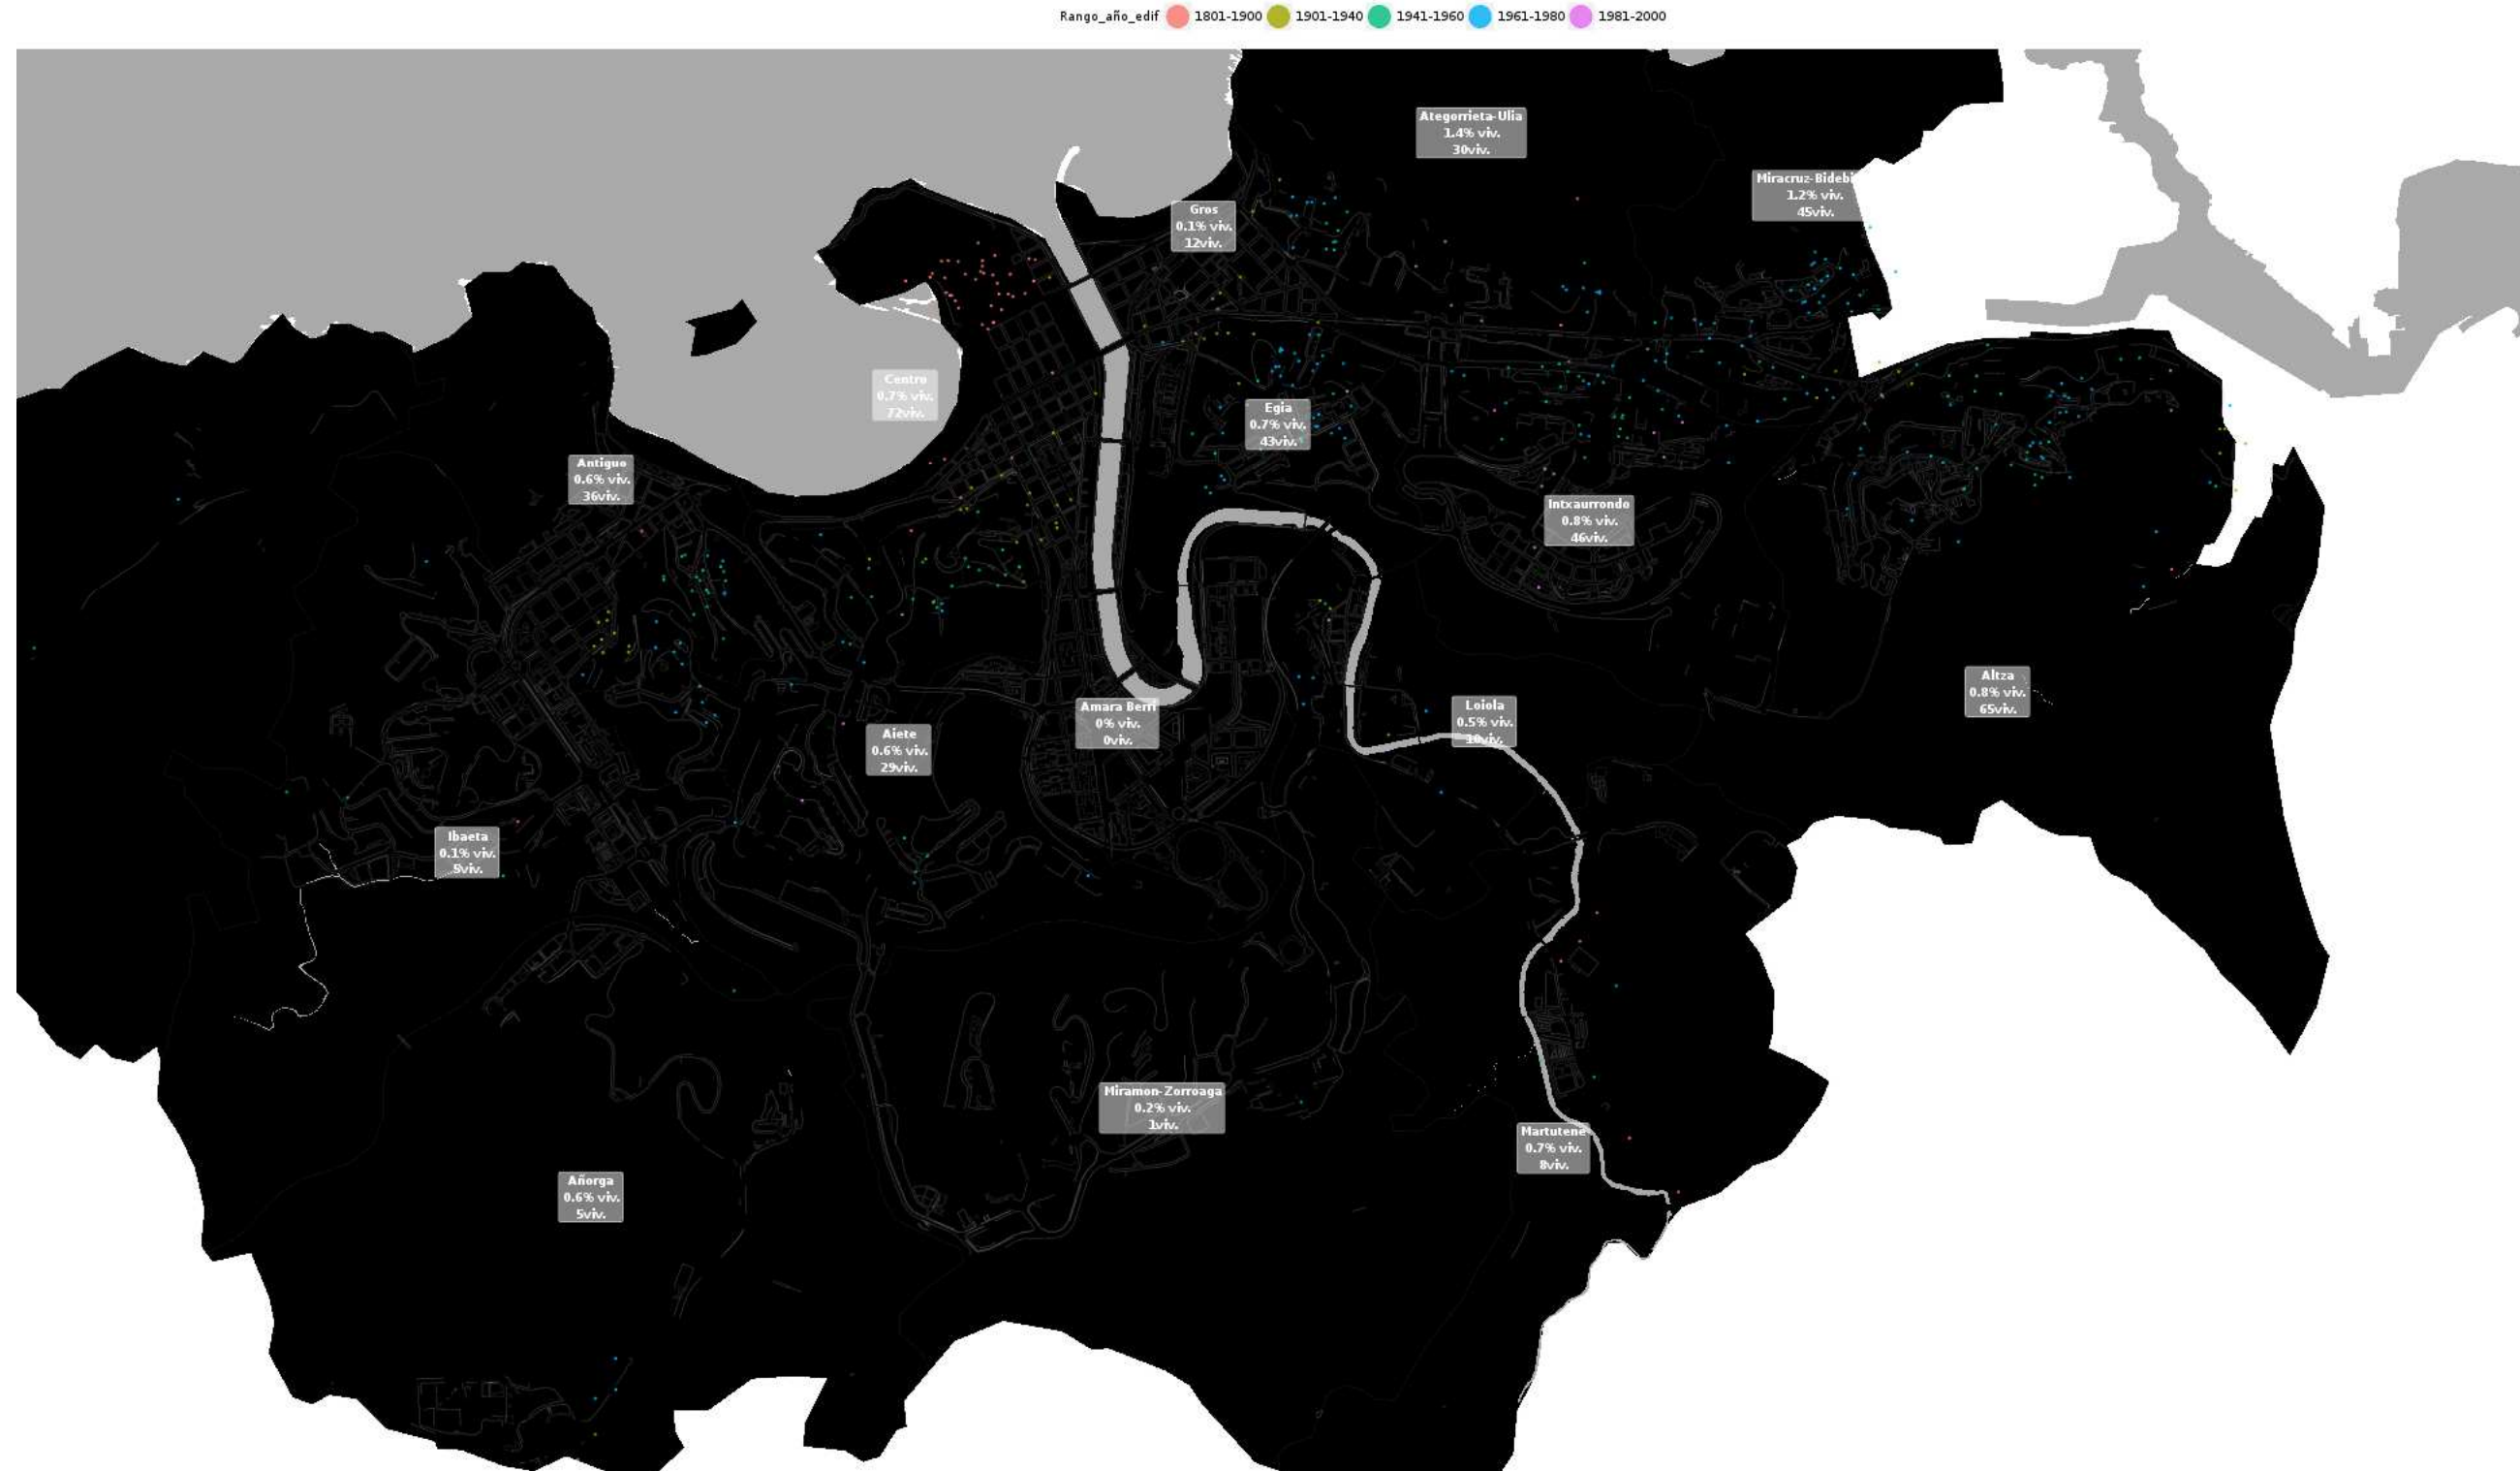 Rango_año_edif 1801-1900 1901-1940 1941-1960 1961-1980 1981-2000
Ategorrieta-Ulia
1.4% viv.
30viv.
Miracruz-Bidebi
1.2% viv.
45viv.
Gros
0.1% viv.
12viv.
Centro
0.7% viv.
72viv.
Egia
0.7% viv.
43viv.
Antiguo
0.6% viv.
36viv.
Intxaurrondo
0.8% viv.
46viv.
Altza
0.8% viv.
65viv.
Loiola
0.5% viv.
10viv.
Amara Berri
0% viv.
0viv.
Aiete
0.6% viv.
29viv.
Ibaeta
0.1% viv.
5viv.
Miramon-Zorroaga
0.2% viv.
1viv.
Martutene
0.7% viv.
8viv.
Añorga
0.6% viv.
5viv.